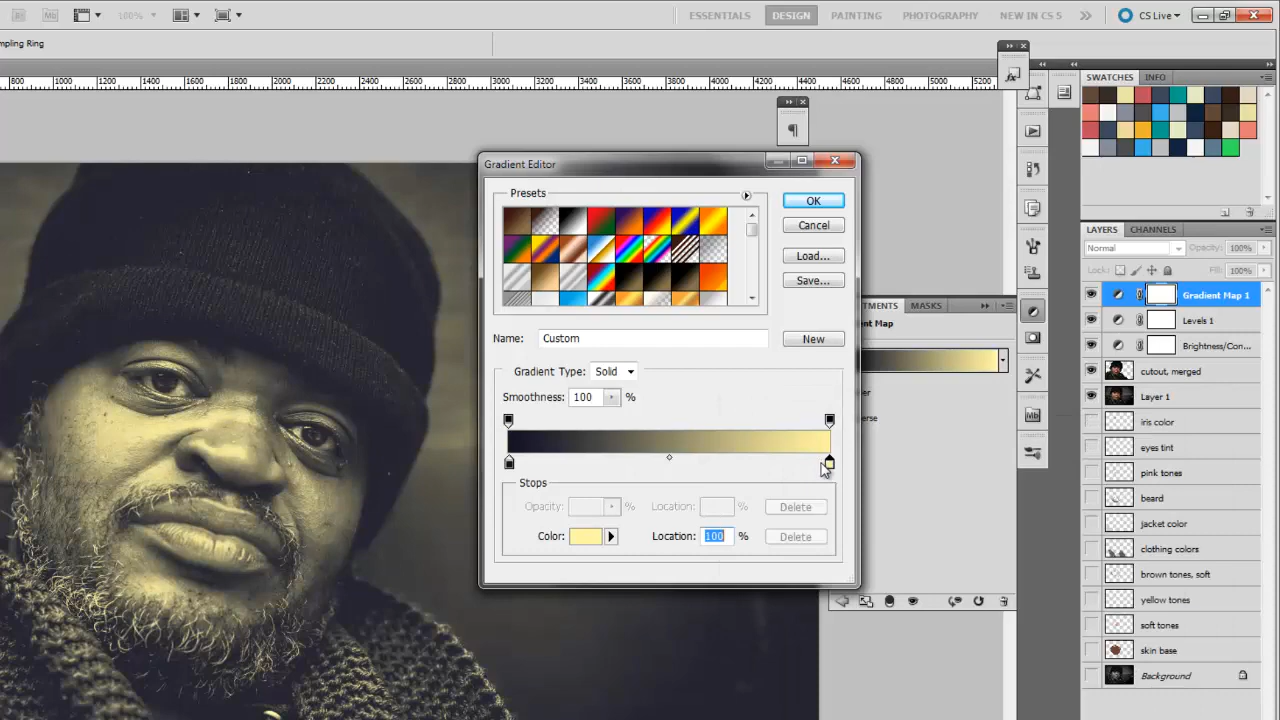 Mb 100% ESSENTIALS DESIGN PAINTING PHOTOGRAPHY NEW IN CS 5 CS Live
mpling Ring
800 1000 1200 1400 1600 1800 2000 2200 2400 2600 2800 3000 3200 3400 3600 3800 4000 4200 4400 4600 4800 5000 5200
SWATCHES INFO
Gradient Editor
Presets
OK
Cancel
Load...
Save...
Name: Custom
New
Gradient Type: Solid
Smoothness: 100 %
Stops
Opacity: % Location: % Delete
Color: Location: 100 % Delete
TMENTS MASKS
ent Map
er
erse
Mb
LAYERS CHANNELS
Normal Opacity: 100%
Lock: Fill: 100%
Gradient Map 1
Levels 1
Brightness/Con...
cutout, merged
Layer 1
iris color
eyes tint
pink tones
beard
jacket color
clothing colors
brown tones, soft
yellow tones
soft tones
skin base
Background